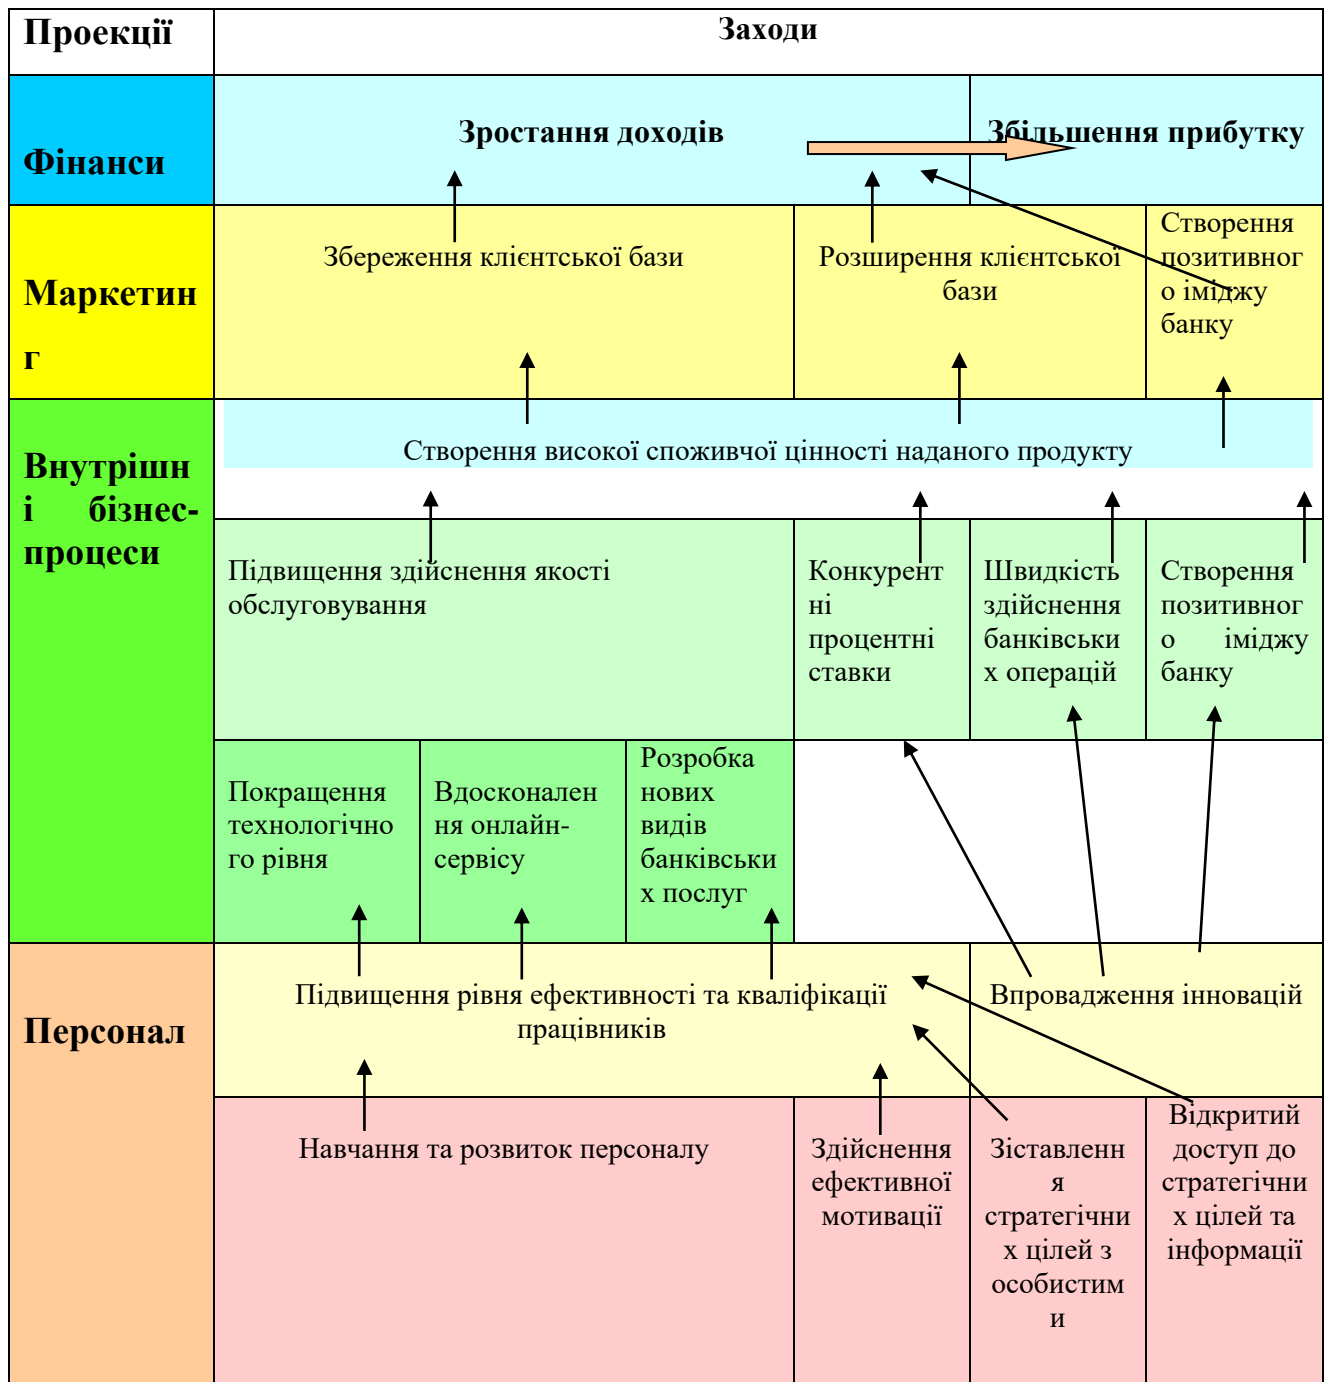 Проекції
Заходи
Фінанси
Зростання доходів
Збільшення прибутку
Маркетин
г
Збереження клієнтської бази
Розширення клієнтської
бази
Створення
позитивног
о іміджу
банку
Внутрішн
і бізнес-
процеси
Створення високої споживчої цінності наданого продукту
Підвищення здійснення якості
обслуговування
Конкурент
ні
процентні
ставки
Швидкість
здійснення
банківськи
х операцій
Створення
позитивног
о іміджу
банку
Покращення
технологічно
го рівня
Вдосконален
ня онлайн-
сервісу
Розробка
нових
видів
банківськи
х послуг
Персонал
Підвищення рівня ефективності та кваліфікації
працівників
Впровадження інновацій
Навчання та розвиток персоналу
Здійснення
ефективної
мотивації
Зіставленн
я
стратегічни
х цілей з
особистим
и
Відкритий
доступ до
стратегічни
х цілей та
інформації